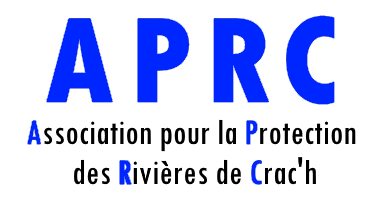 APRC
Association pour la Protection
des Rivières de Crac'h